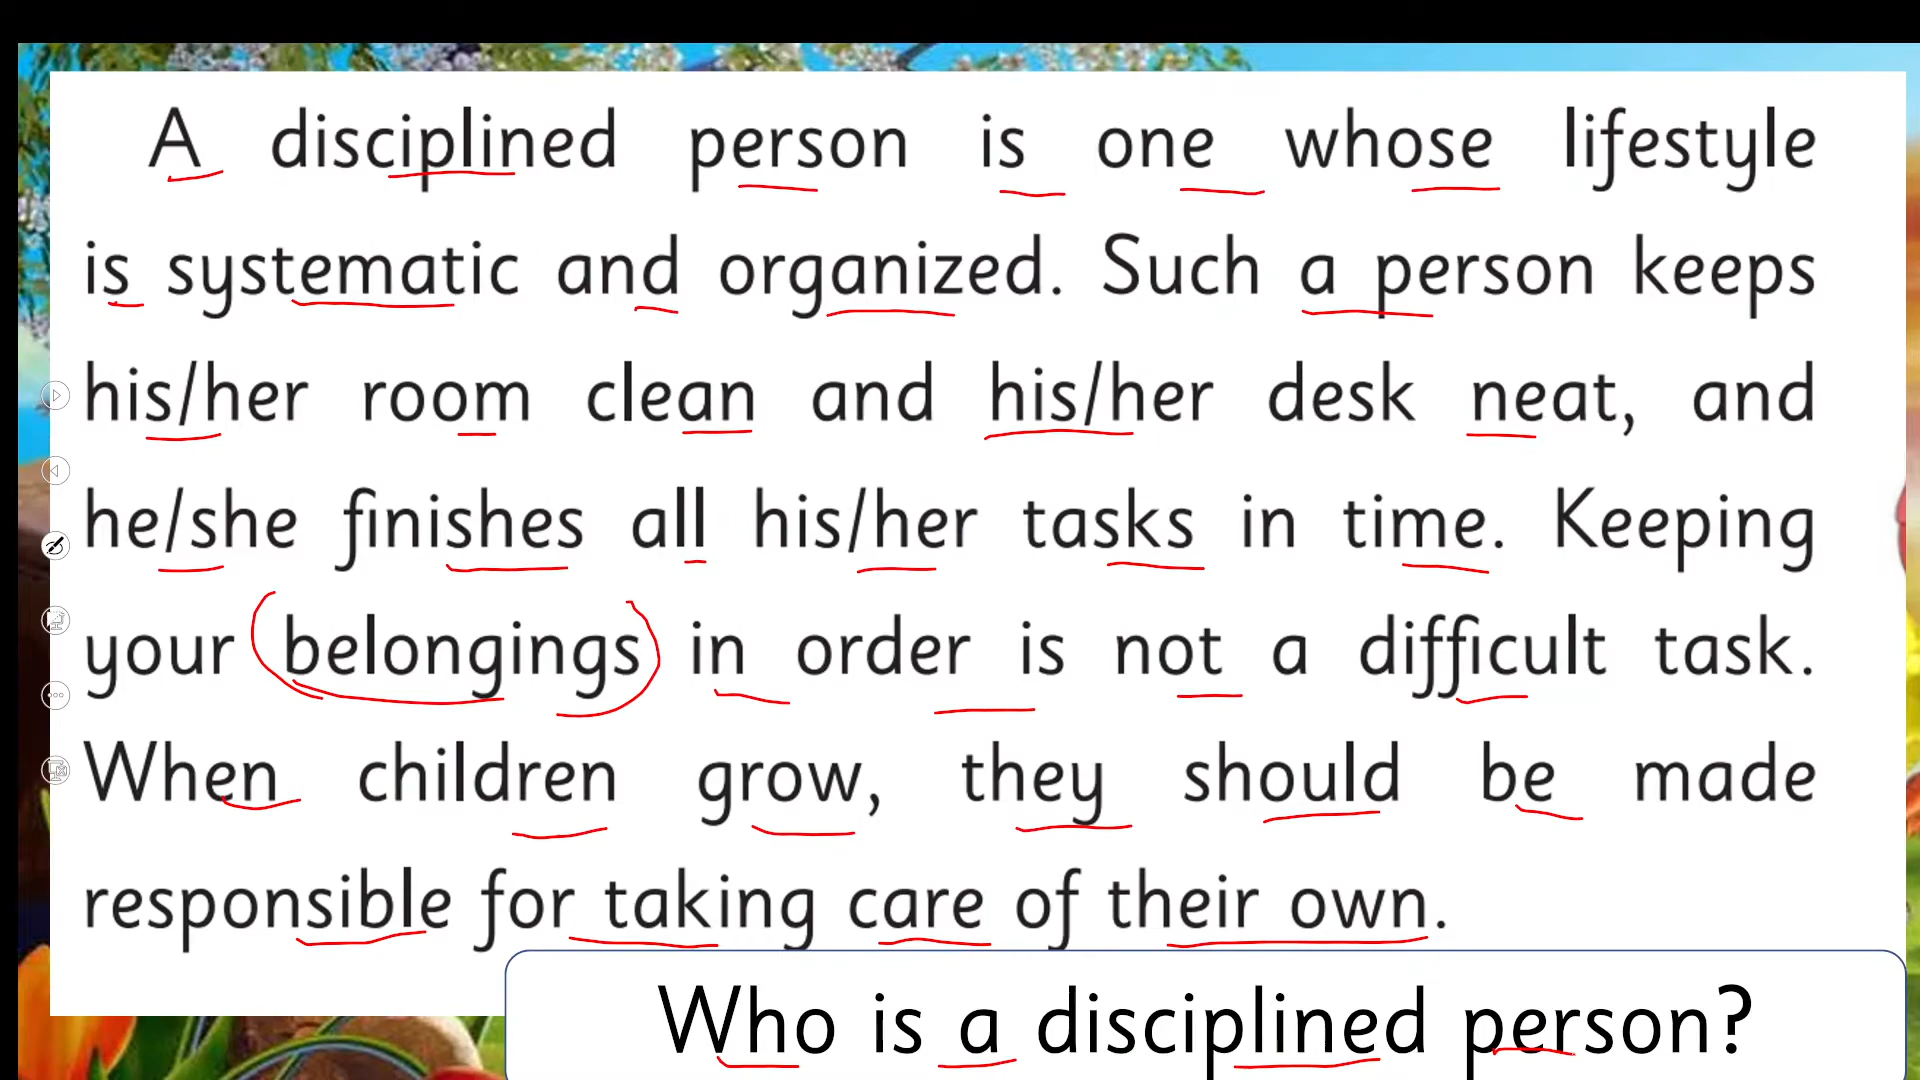 A disciplined person is one whose lifestyle
is systematic and organized. Such a person keeps
his/her room clean and his/her desk neat, and
he/she finishes all his/her tasks in time. Keeping
your belongings in order is not a difficult task.
When children grow, they should be made
responsible for taking care of their own.
Who is a disciplined person?